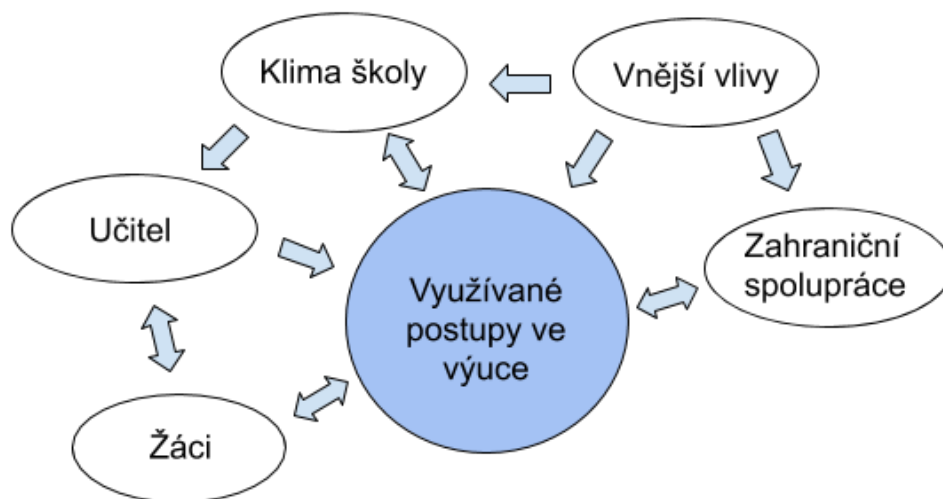 Klima školy
Vnější vlivy
Učitel
Zahraniční
spolupráce
Využívané
postupy ve
výuce
Žáci